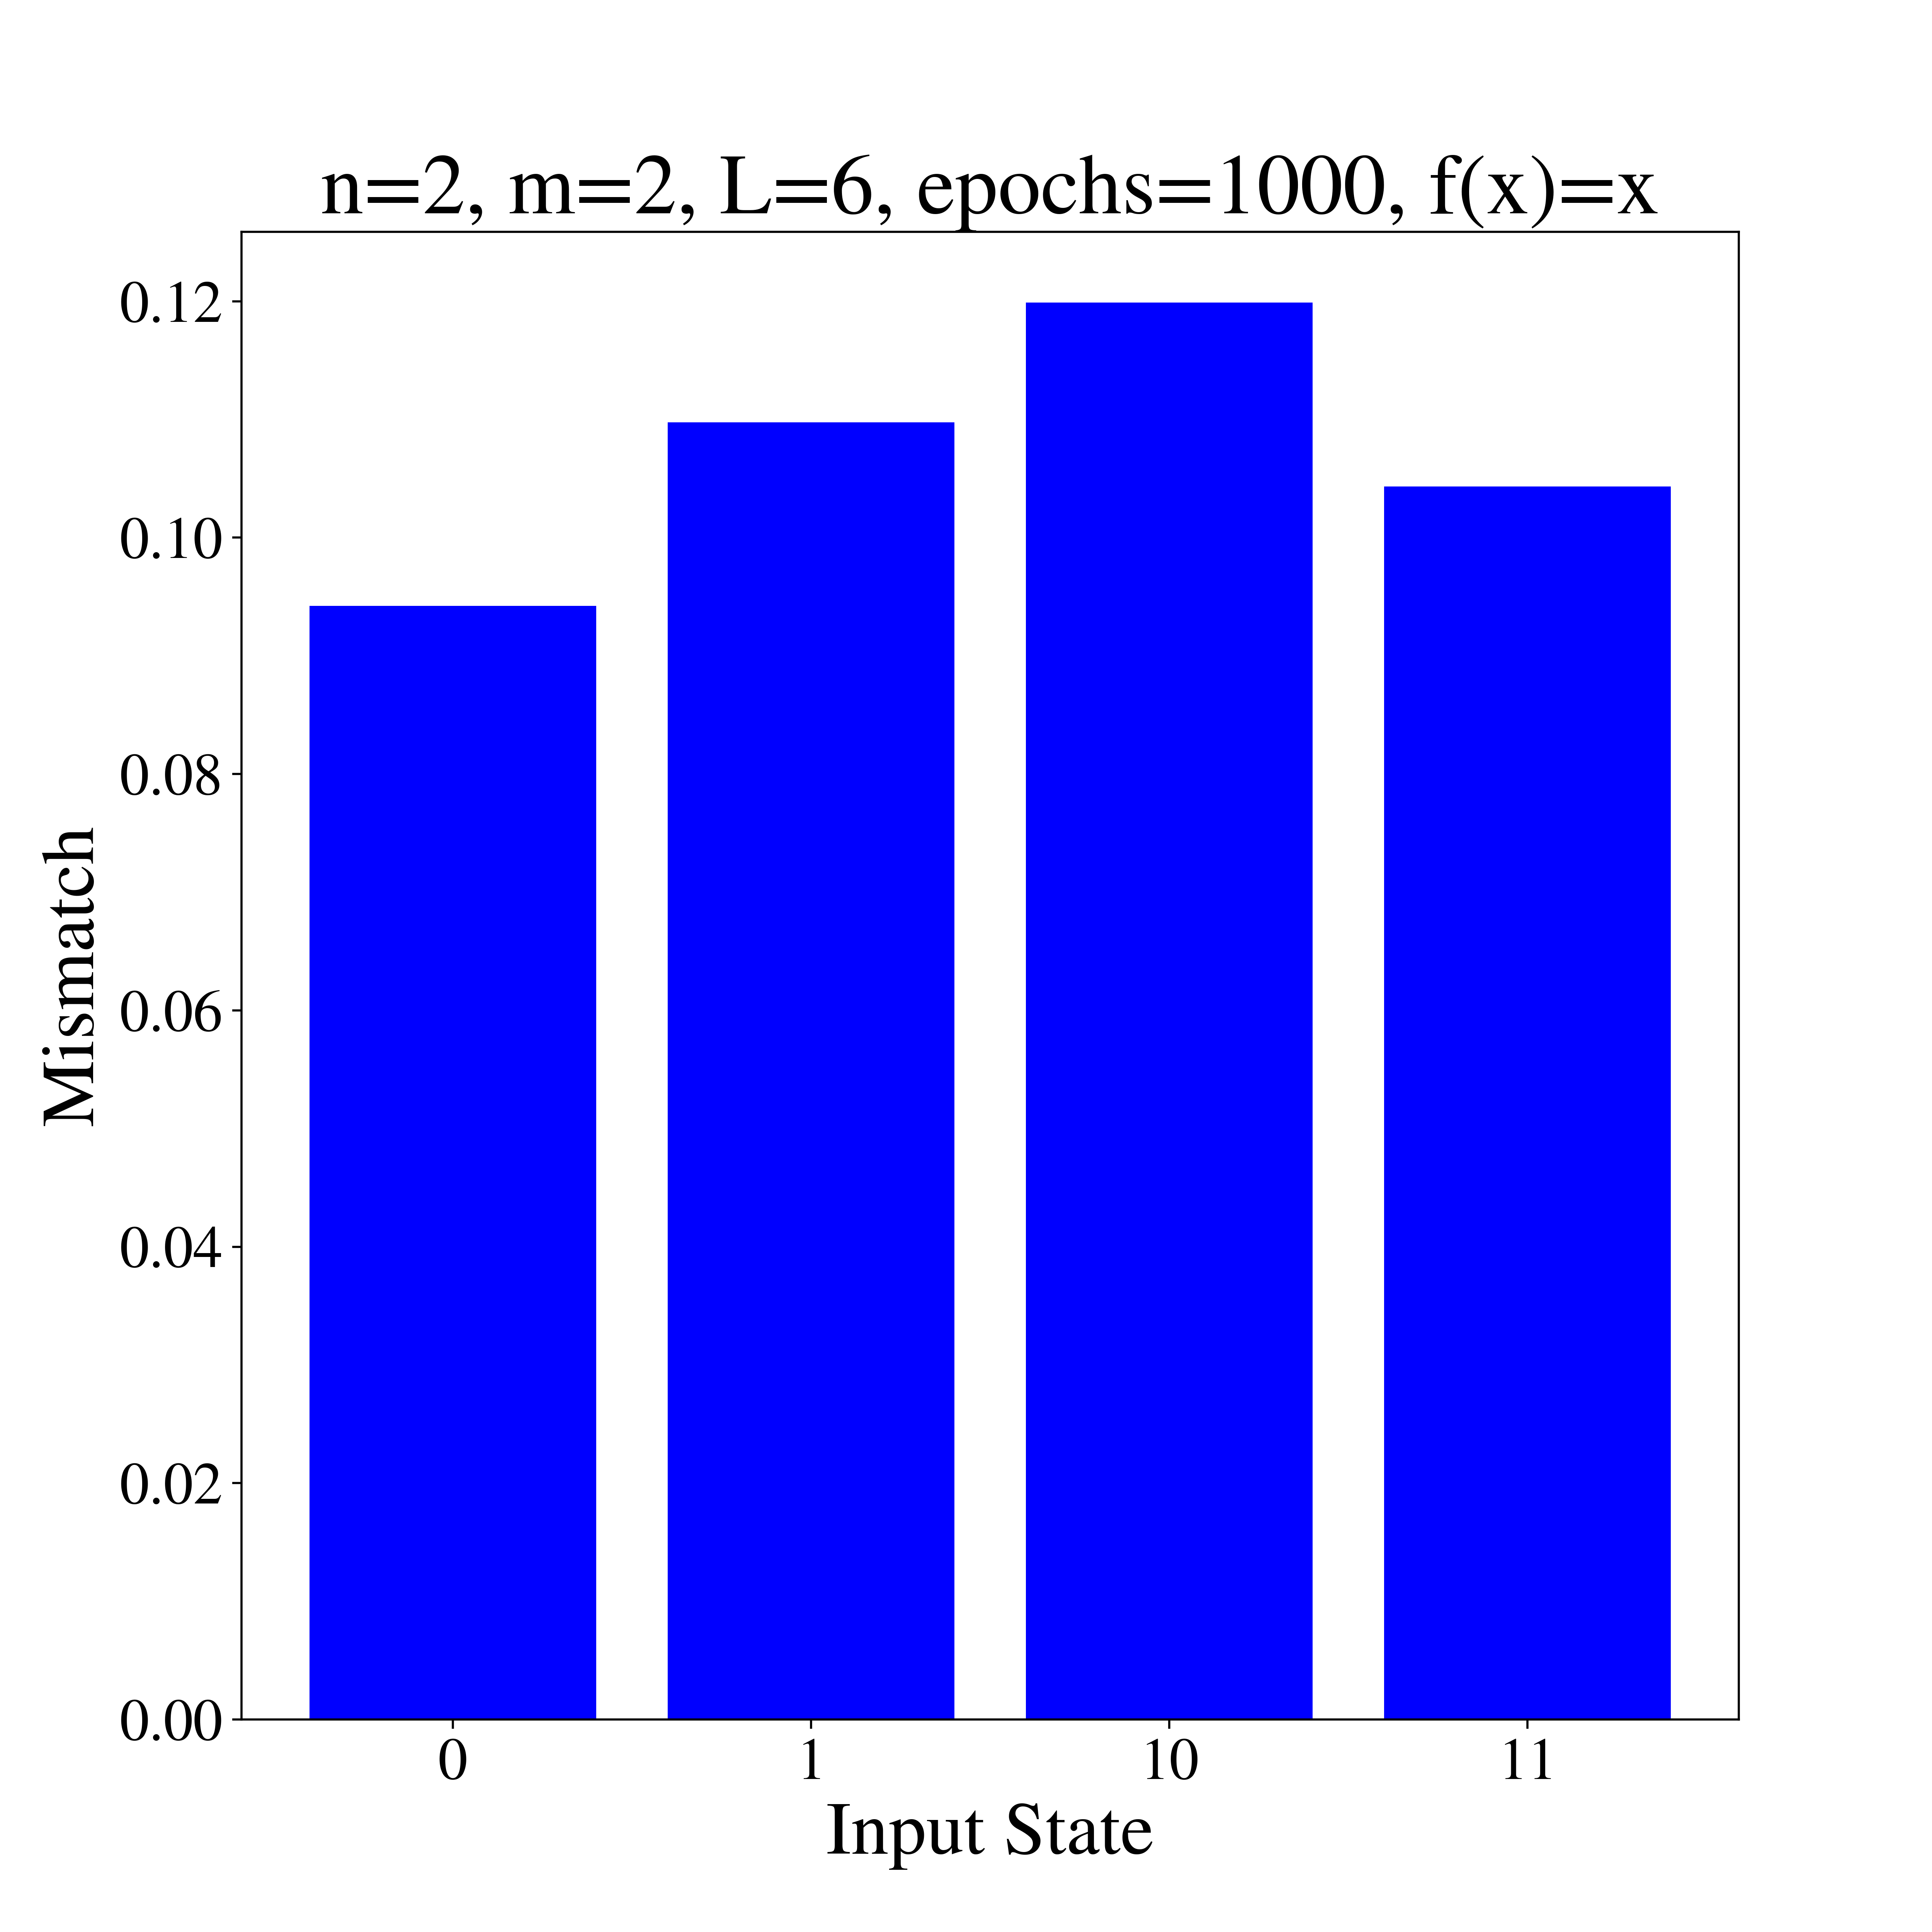 n=2, m=2, L=6, epochs=1000, f(x)=x
0.12
0.10
0.08
0.06
0.04
0.02
0.00
Mismatch
0 1 10 11
Input State